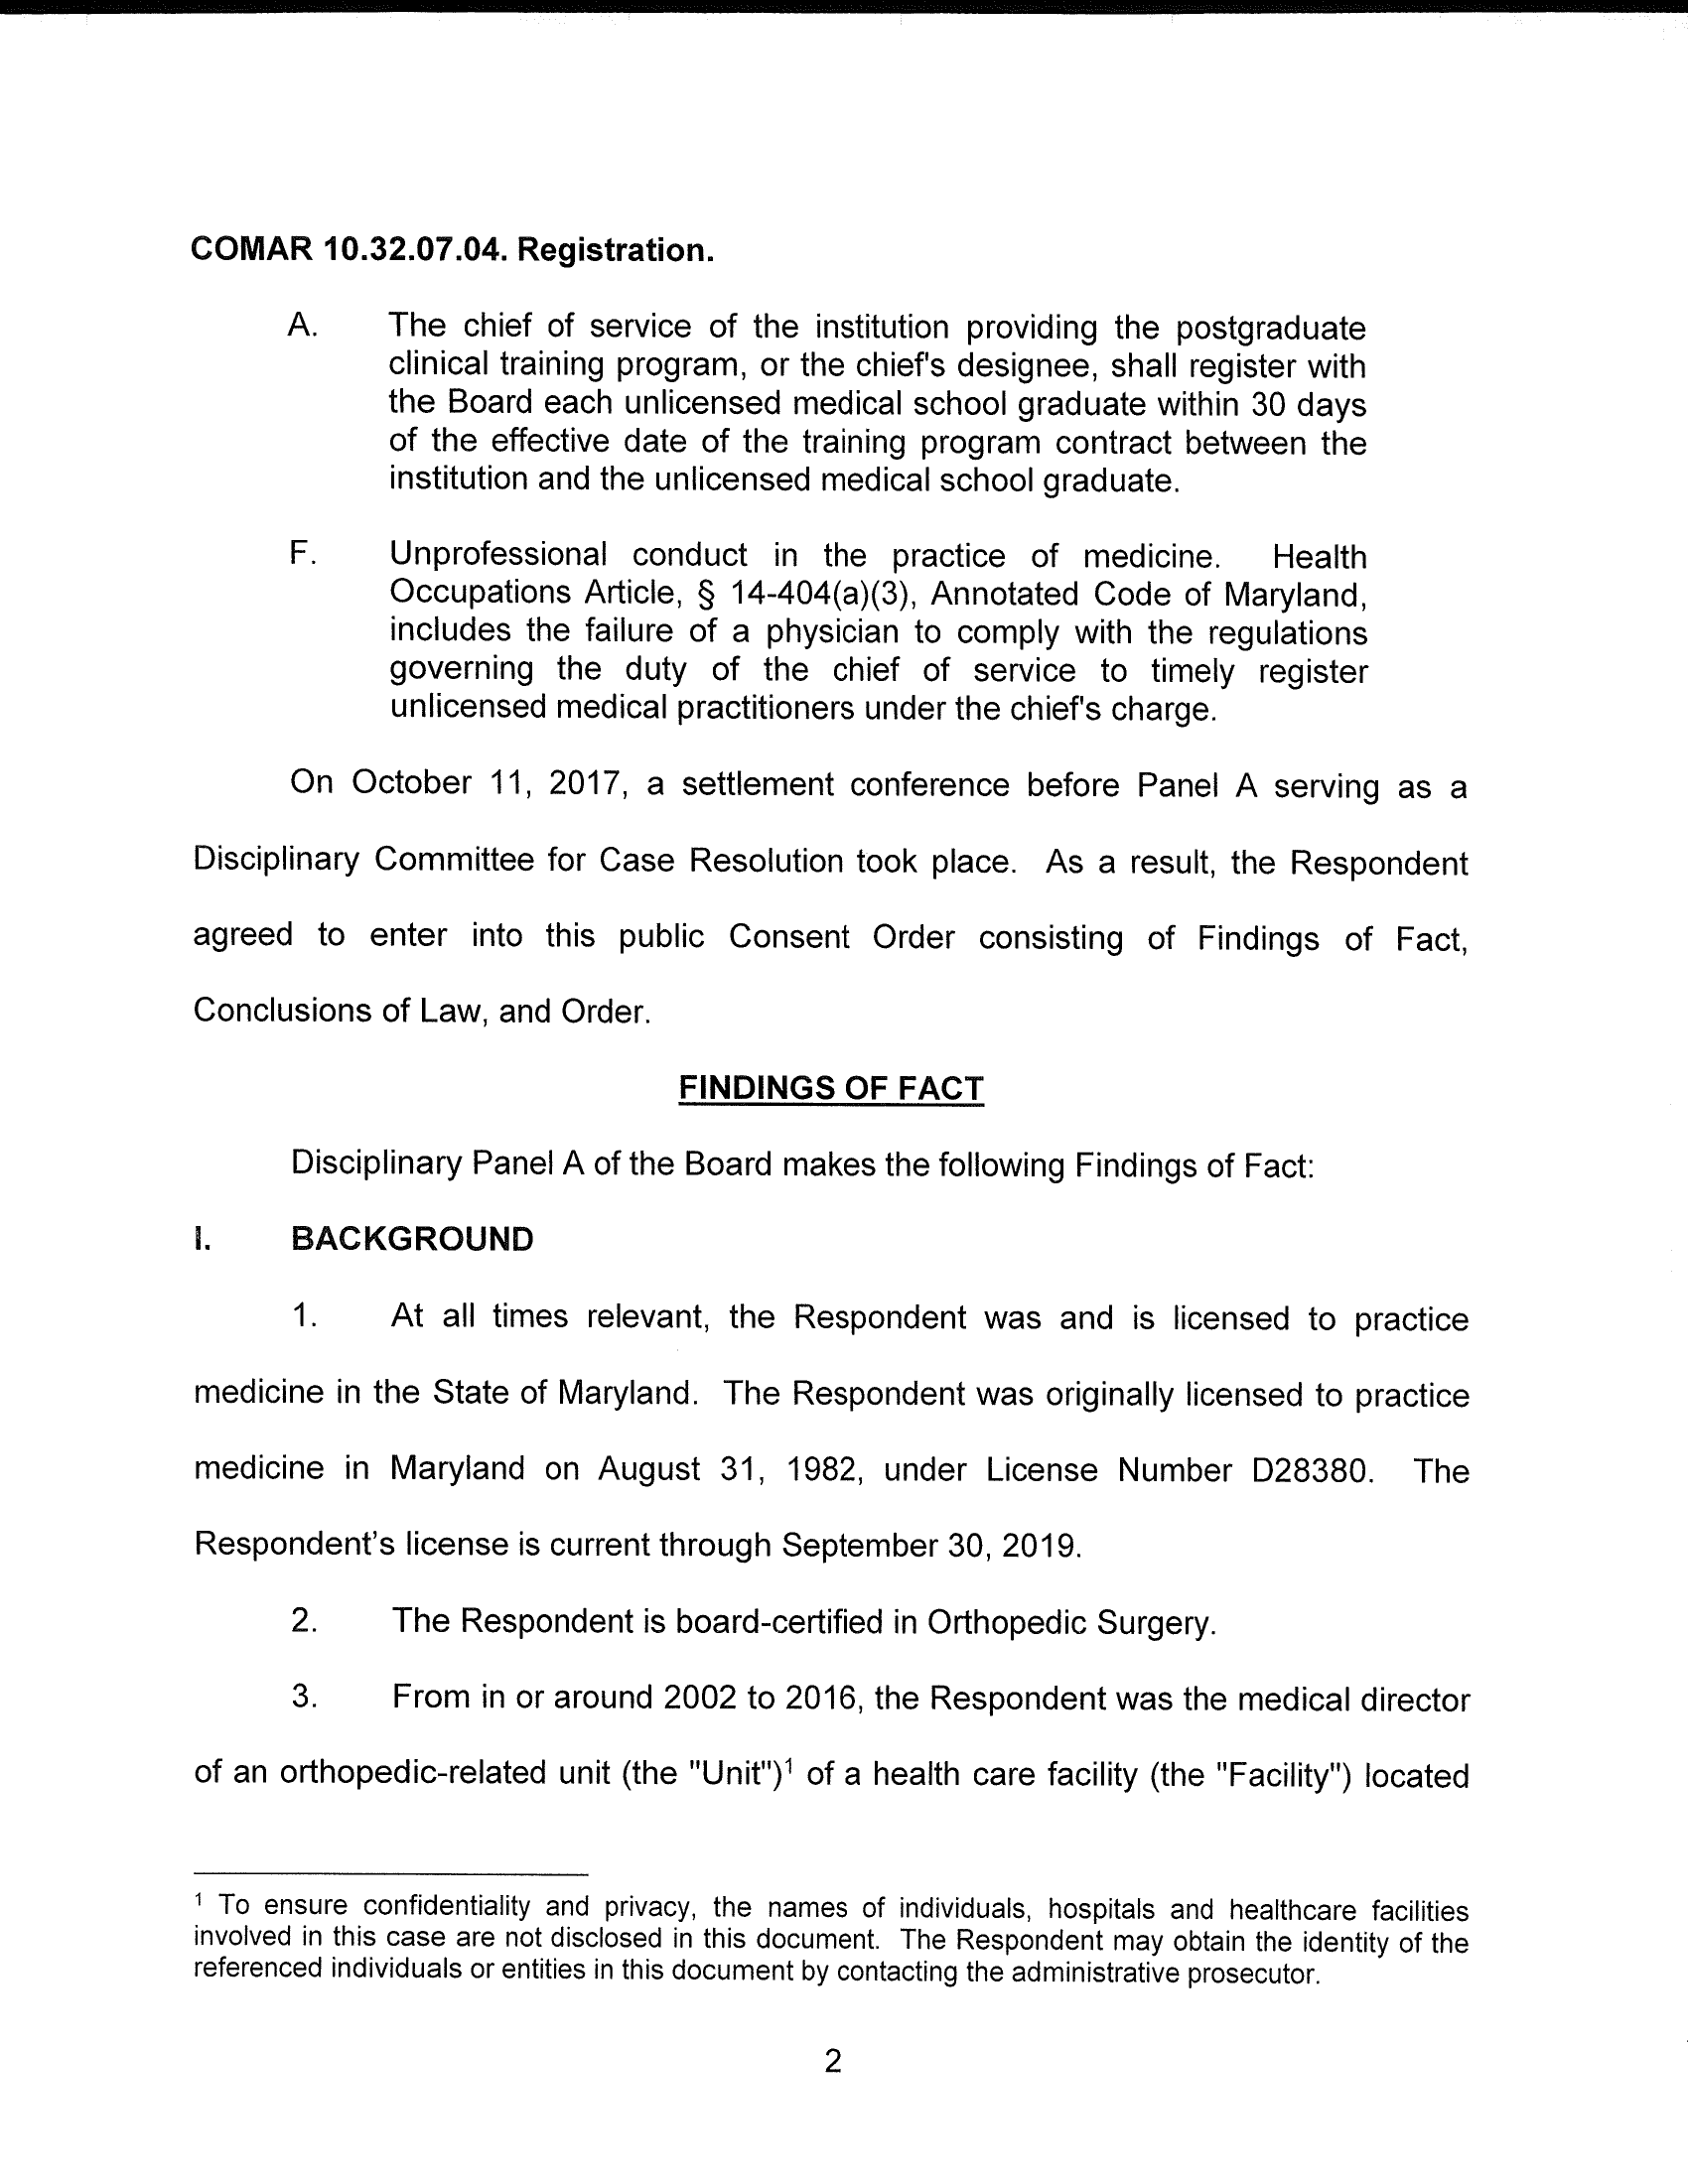 COMAR 10.32.07.04. Registration.
A. The chief of service of the institution providing the postgraduate
clinical training program, or the chief's designee, shall register with
the Board each unlicensed medical school graduate within 30 days
of the effective date of the training program contract between the
institution and the unlicensed medical school graduate.
F. Unprofessional conduct in the practice of medicine. Health
Occupations Article, § 14-404(a)(3), Annotated Code of Maryland,
includes the failure of a physician to comply with the regulations
governing the duty of the chief of service to timely register
unlicensed medical practitioners under the chief's charge.
On October 11, 2017, a settlement conference before Panel A serving as a
Disciplinary Committee for Case Resolution took place. As a result, the Respondent
agreed to enter into this public Consent Order consisting of Findings of Fact,
Conclusions of Law, and Order.
FINDINGS OF FACT
Disciplinary Panel A of the Board makes the following Findings of Fact:
I. BACKGROUND
1. At all times relevant, the Respondent was and is licensed to practice
medicine in the State of Maryland. The Respondent was originally licensed to practice
medicine in Maryland on August 31, 1982, under License Number D28380. The
Respondent's license is current through September 30, 2019.
2. The Respondent is board-certified in Orthopedic Surgery.
3. From in or around 2002 to 2016, the Respondent was the medical director
of an orthopedic-related unit (the "Unit")¹ of a health care facility (the "Facility") located
¹ To ensure confidentiality and privacy, the names of individuals, hospitals and healthcare facilities
involved in this case are not disclosed in this document. The Respondent may obtain the identity of the
referenced individuals or entities in this document by contacting the administrative prosecutor.
2